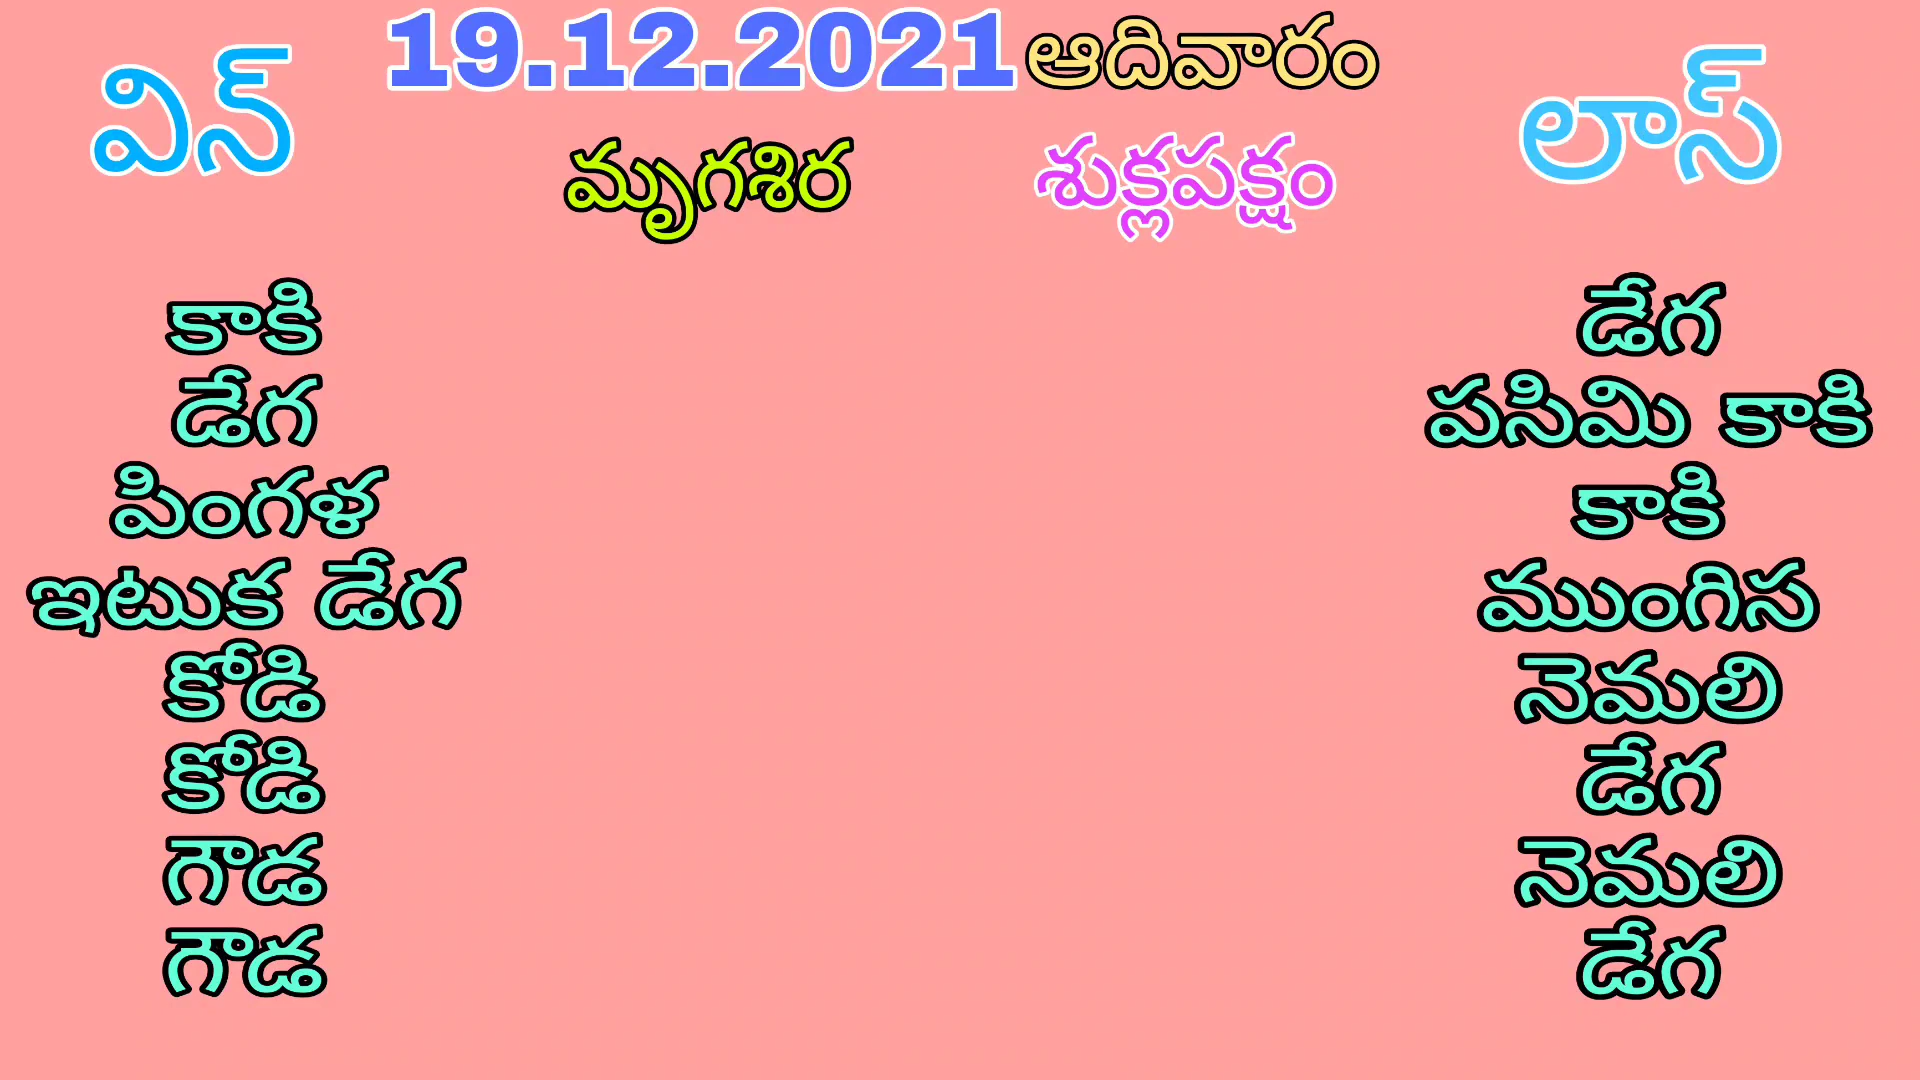 19.12.2021 ఆదివారం
విన్ లాస్
మృగశిర శుక్లపక్షం
కాకి డేగ
డేగ పసిమి కాకి
పింగళ కాకి
ఇటుక డేగ ముంగిస
కోడి నెమలి
కోడి డేగ
గౌడ నెమలి
గౌడ డేగ